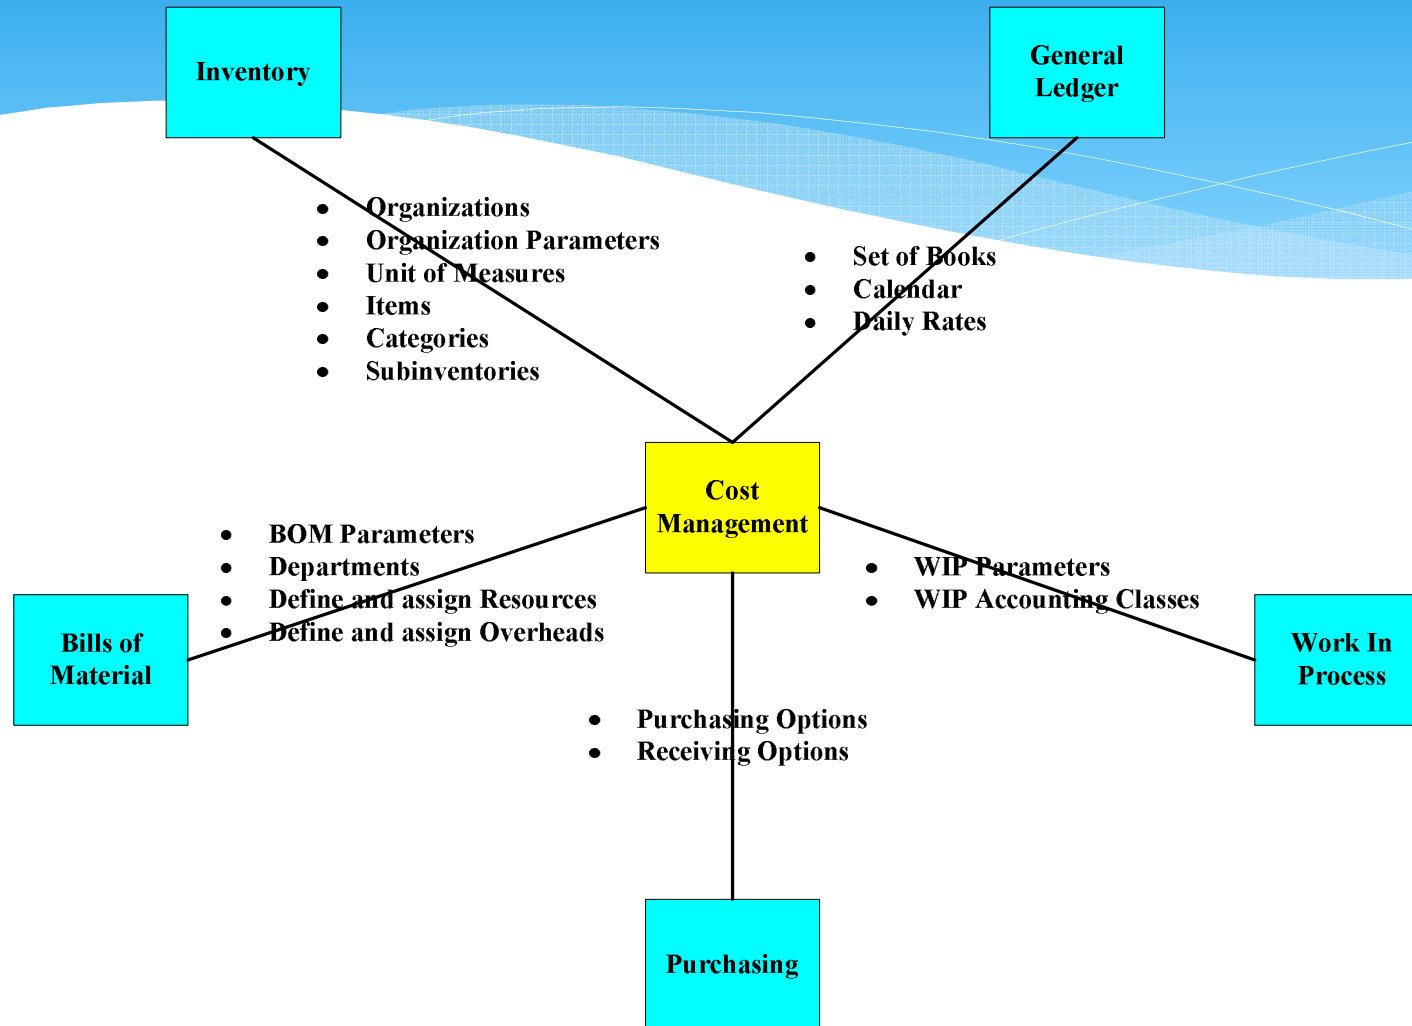 Inventory
General
Ledger
• Organizations
• Organization Parameters
• Unit of Measures
• Items
• Categories
• Subinventories
• Set of Books
• Calendar
• Daily Rates
Cost
Management
• BOM Parameters
• Departments
• Define and assign Resources
• Define and assign Overheads
• WIP Parameters
• WIP Accounting Classes
Bills of
Material
Work In
Process
• Purchasing Options
• Receiving Options
Purchasing